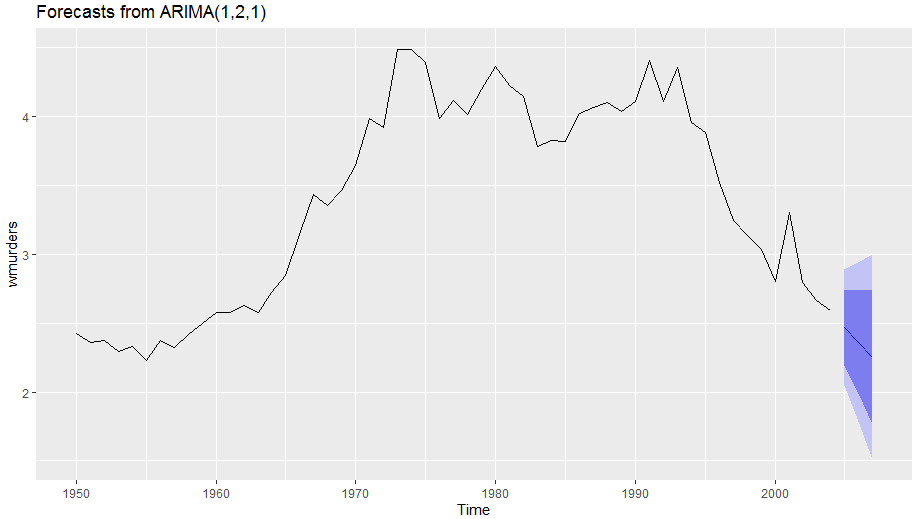 Forecasts from ARIMA(1,2,1)
4
3
2
wmurders
1950 1960 1970 1980 1990 2000
Time